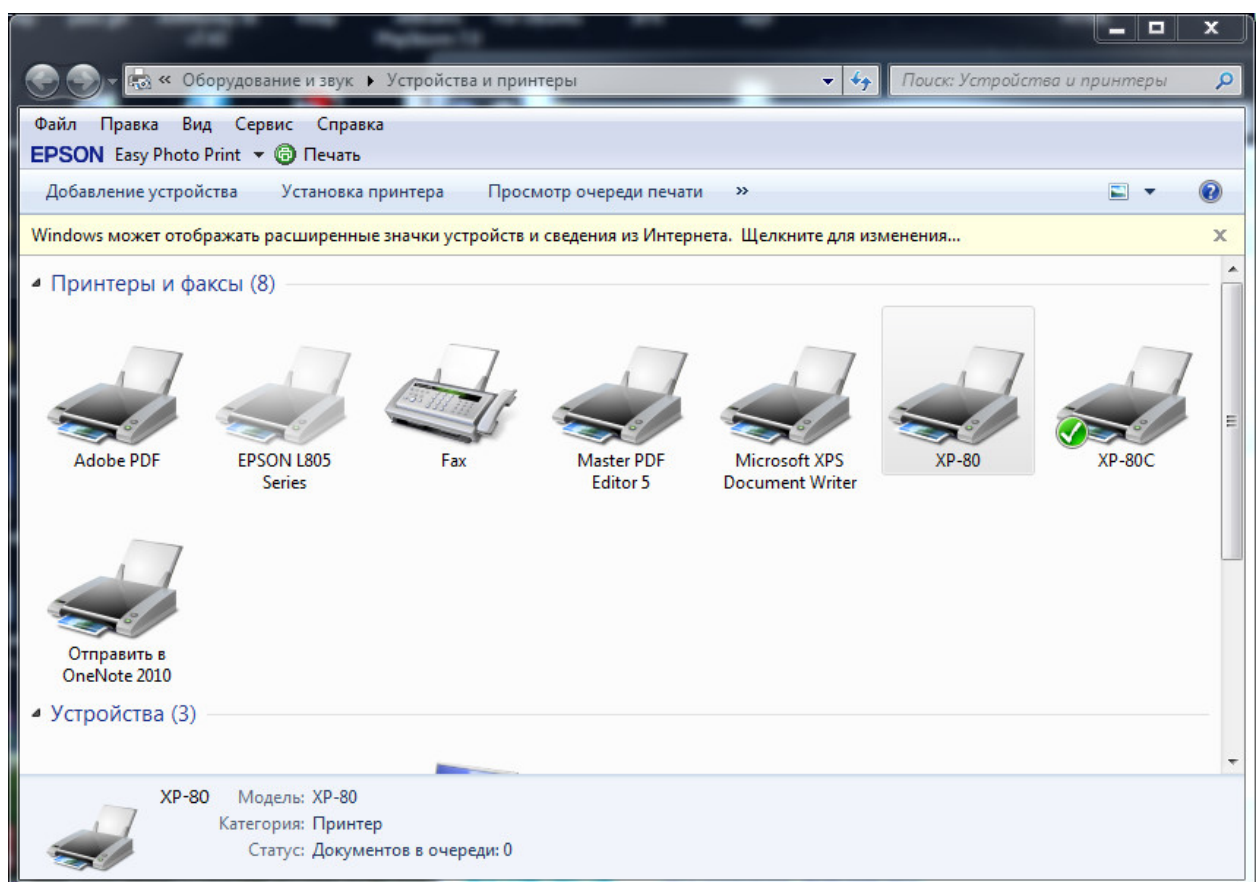 « Оборудование и звук Устройства и принтеры Поиск: Устройства и принтеры
Файл Правка Вид Сервис Справка
EPSON Easy Photo Print Печать
Добавление устройства Установка принтера Просмотр очереди печати »
Windows может отображать расширенные значки устройств и сведения из Интернета. Щелкните для изменения...
Принтеры и факсы (8)
Adobe PDF
EPSON L805
Series
Fax
Master PDF
Editor 5
Microsoft XPS
Document Writer
XP-80
XP-80C
Отправить в
OneNote 2010
Устройства (3)
XP-80 Модель: XP-80
Категория: Принтер
Статус: Документов в очереди: 0